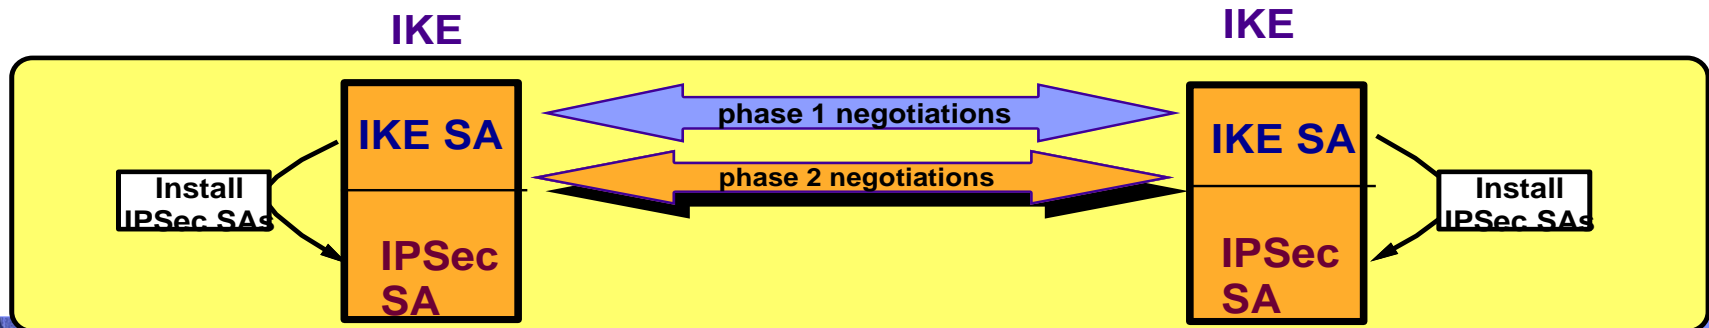 IKE
IKE
phase 1 negotiations
IKE SA
IKE SA
phase 2 negotiations
Install
IPSec SAs
Install
IPSec SAs
IPSec
SA
IPSec
SA